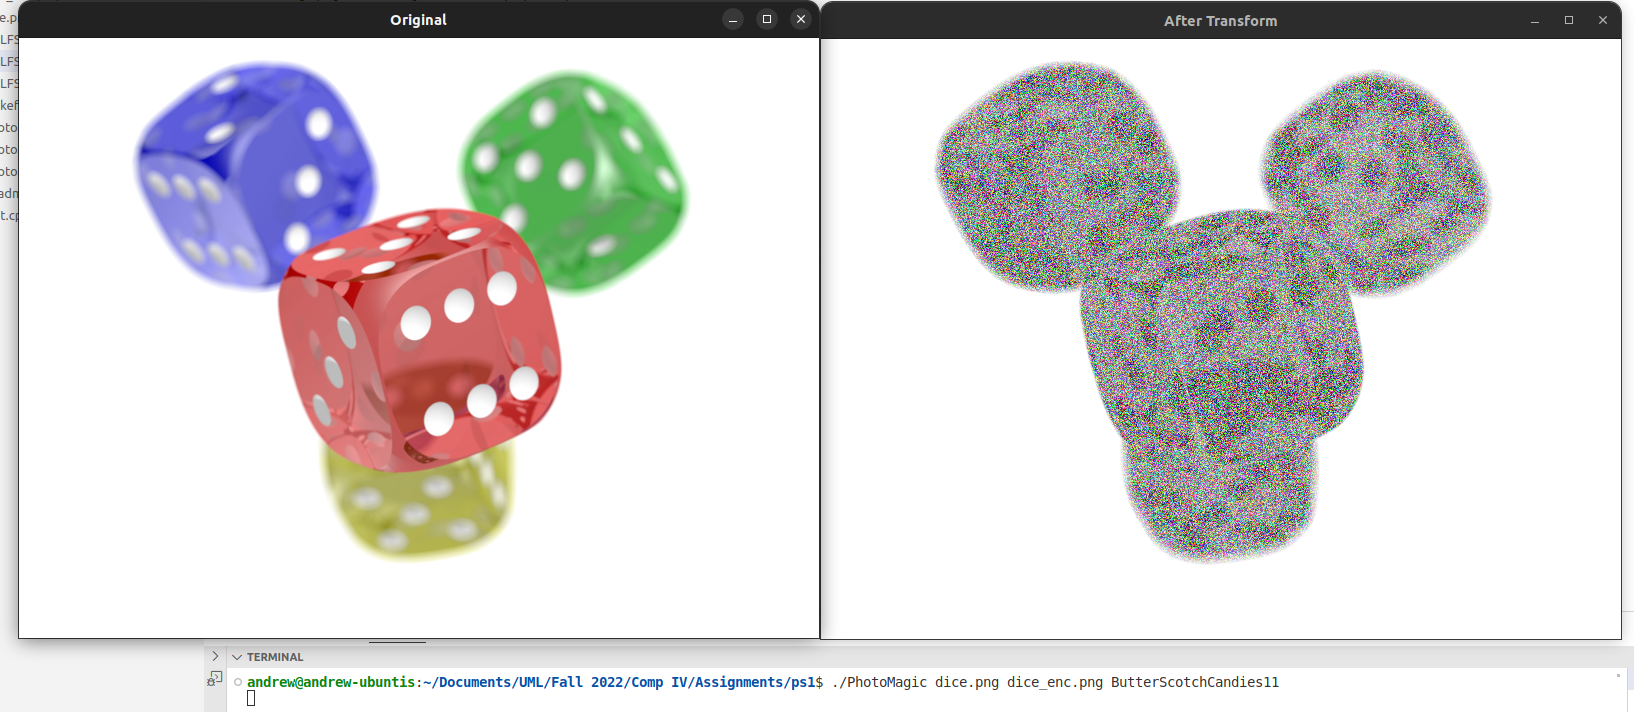 Original
After Transform
e.p
LFS
LFS
LFS
kef
oto
oto
oto
adm
t.cp
TERMINAL
andrew@andrew-ubuntis:~/Documents/UML/Fall 2022/Comp IV/Assignments/ps1$ ./PhotoMagic dice.png dice_enc.png ButterScotchCandies11